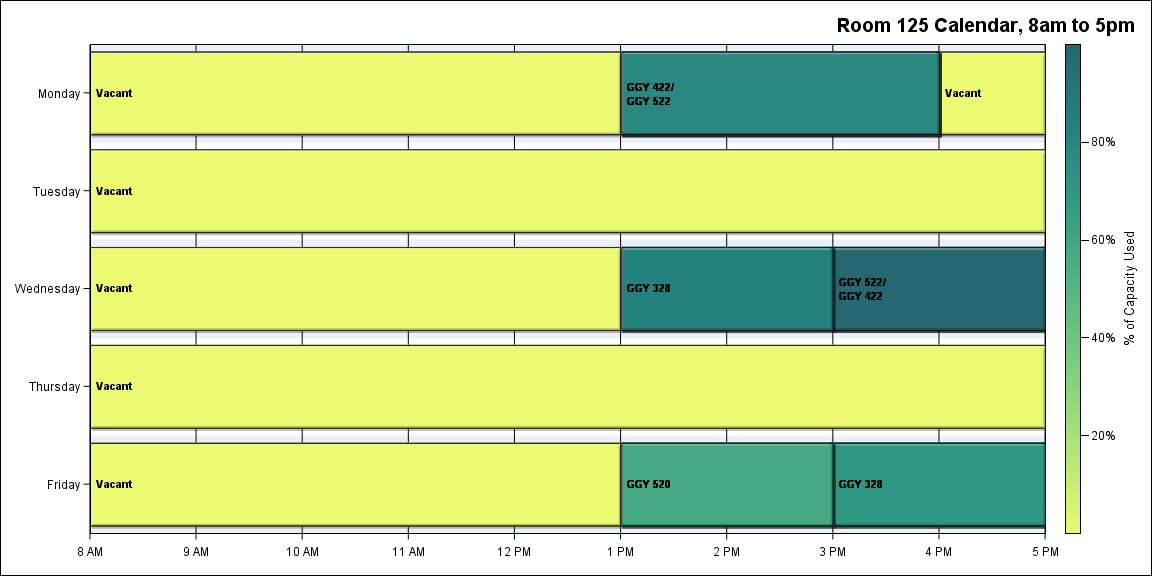 Room 125 Calendar, 8am to 5pm
Monday
Vacant
GGY 422/
GGY 522
Vacant
Tuesday
Vacant
Wednesday
Vacant
GGY 328
GGY 522/
GGY 422
Thursday
Vacant
Friday
Vacant
GGY 520
GGY 328
8 AM 9 AM 10 AM 11 AM 12 PM 1 PM 2 PM 3 PM 4 PM 5 PM
80%
60%
40%
20%
% of Capacity Used